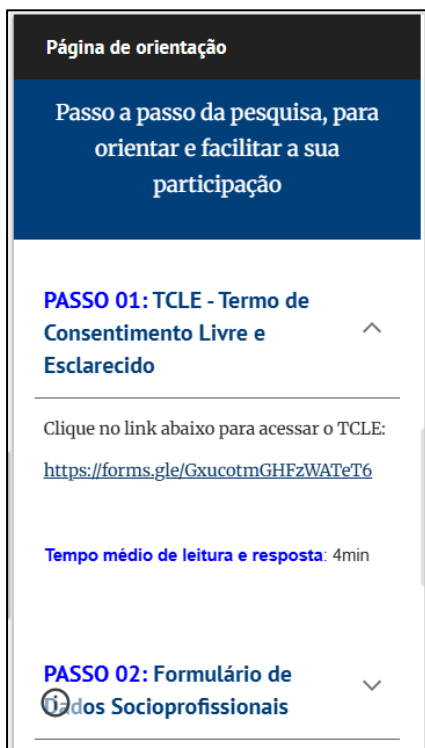 Página de orientação
Passo a passo da pesquisa, para
orientar e facilitar a sua
participação
PASSO 01: TCLE - Termo de
Consentimento Livre e
Esclarecido
Clique no link abaixo para acessar o TCLE:
https://forms.gle/GxucotmGHFzWATeT6
Tempo médio de leitura e resposta: 4min
PASSO 02: Formulário de
Dados Socioprofissionais